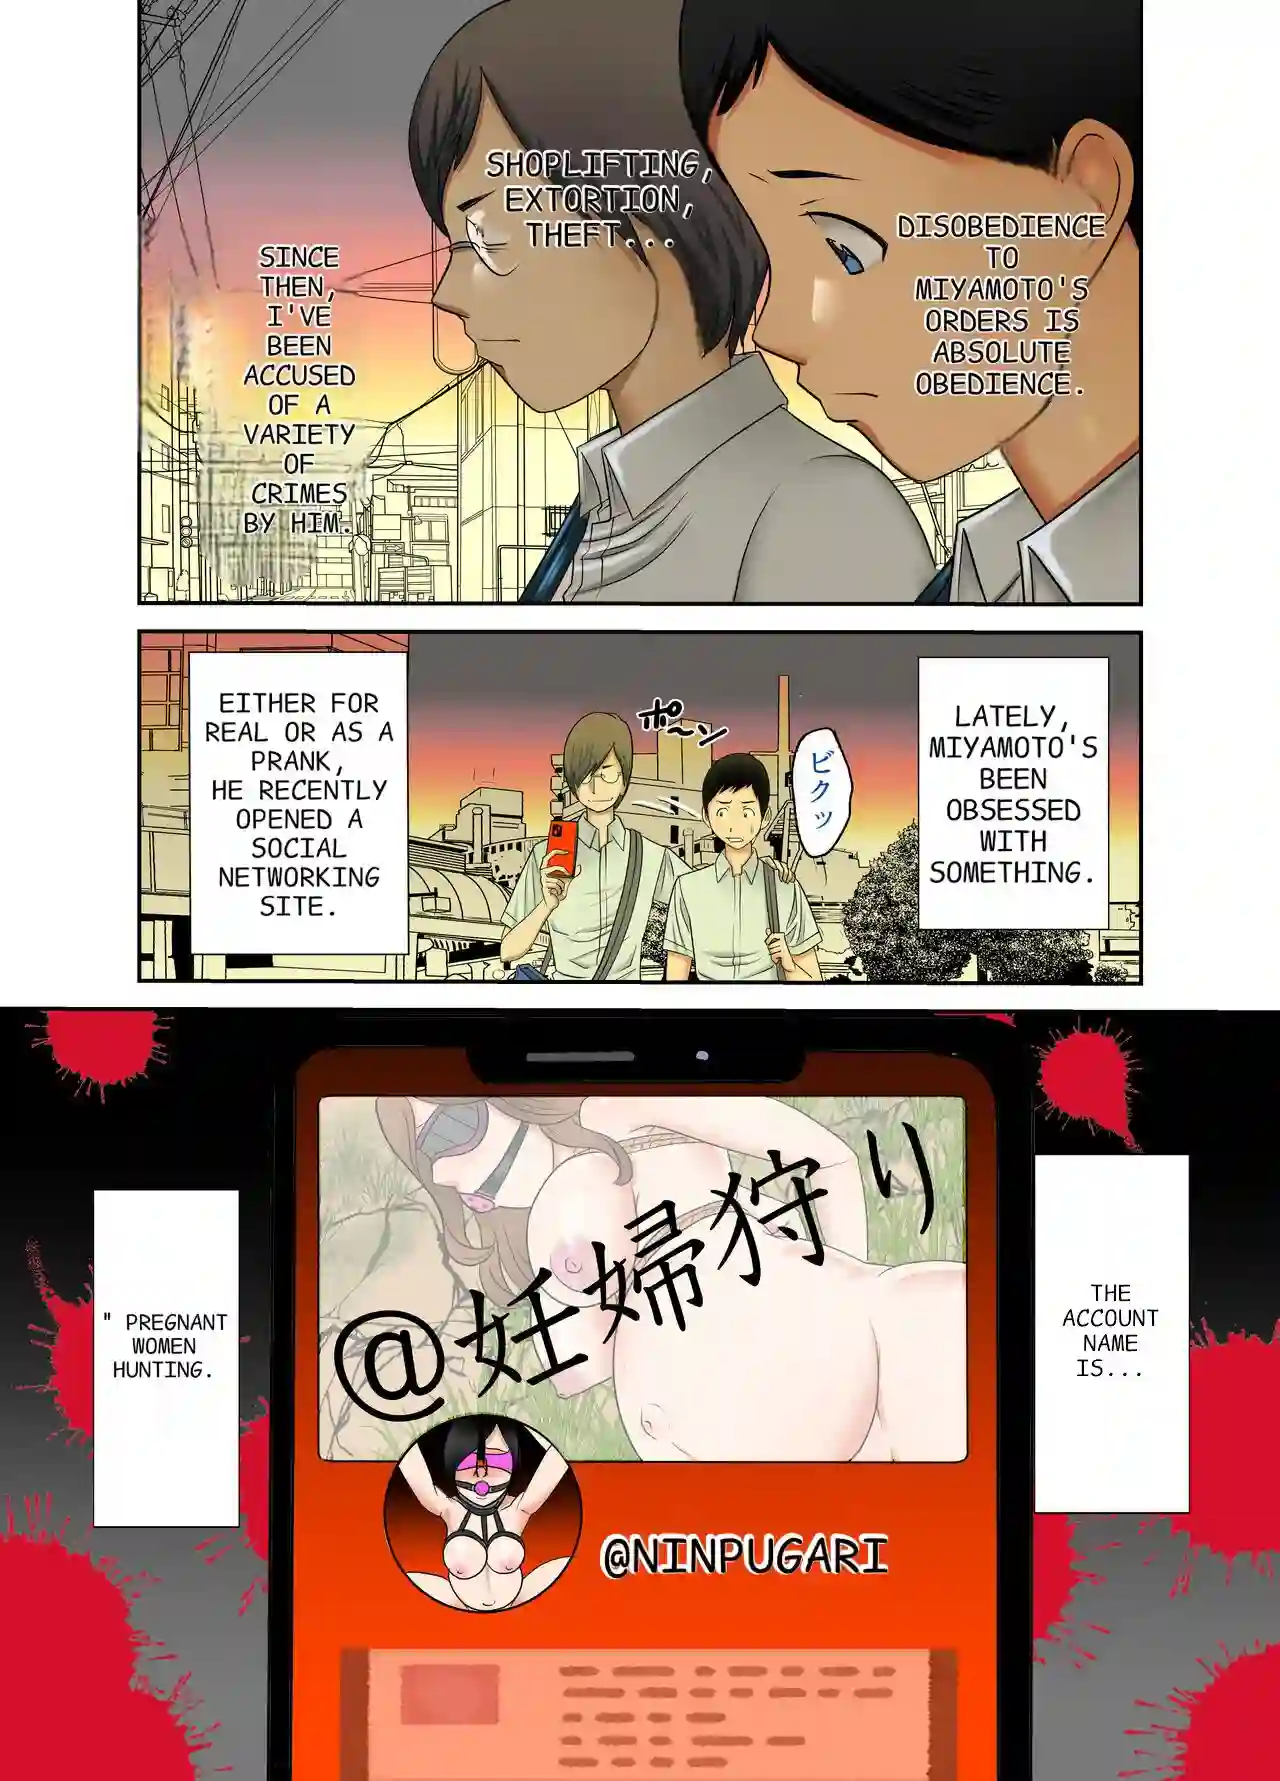 DISOBEDIENCE
TO
MIYAMOTO'S
ORDERS IS
ABSOLUTE
OBEDIENCE.
SHOPLIFTING,
EXTORTION,
THEFT...
SINCE
THEN,
I'VE
BEEN
ACCUSED
OF A
VARIETY
OF
CRIMES
BY HIM.
LATELY,
MIYAMOTO'S
BEEN
OBSESSED
WITH
SOMETHING.
ビクッ
ポ〜ン
EITHER FOR
REAL OR AS A
PRANK,
HE RECENTLY
OPENED A
SOCIAL
NETWORKING
SITE.
THE
ACCOUNT
NAME
IS...
@妊婦狩り
@NINPUGARI
" PREGNANT
WOMEN
HUNTING.